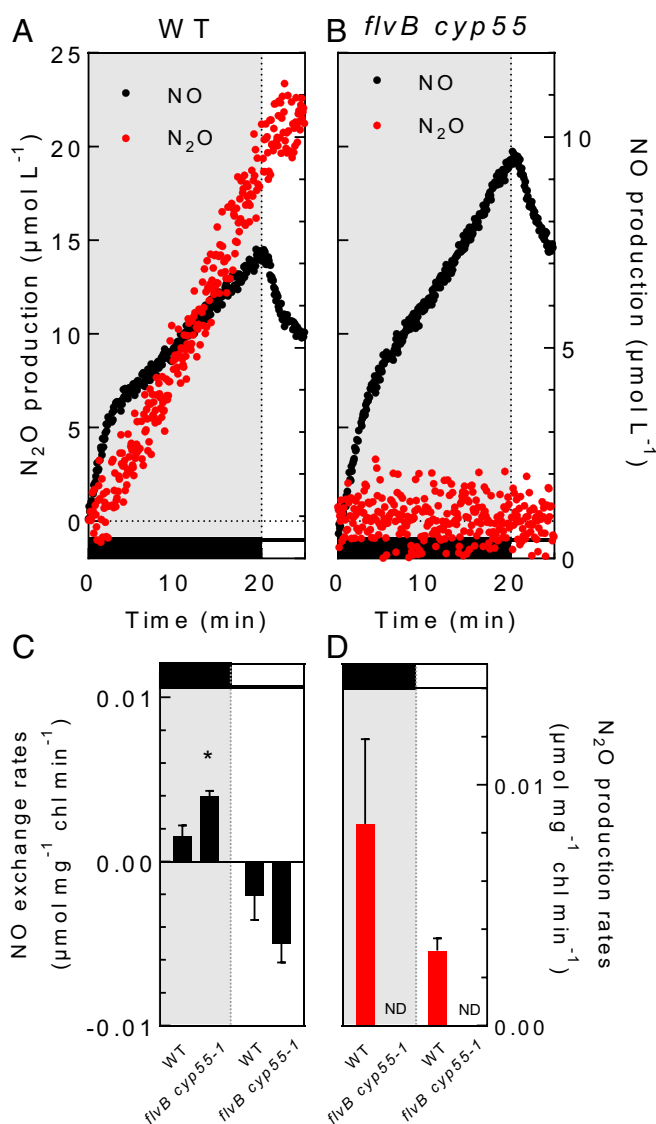 A WT
B flvB cyp55
N₂O production (µmol L⁻¹)
25
20
15
10
5
0
NO
N₂O
0 10 20
Time (min)
NO
N₂O
0 10 20
Time (min)
10
5
0
NO production (µmol L⁻¹)
C
NO exchange rates
(µmol mg⁻¹ chl min⁻¹)
0.01
0.00
-0.01
*
WT
flvB cyp55-1
WT
flvB cyp55-1
D
ND
ND
WT
flvB cyp55-1
WT
flvB cyp55-1
0.01
0.00
N₂O production rates
(µmol mg⁻¹ chl min⁻¹)